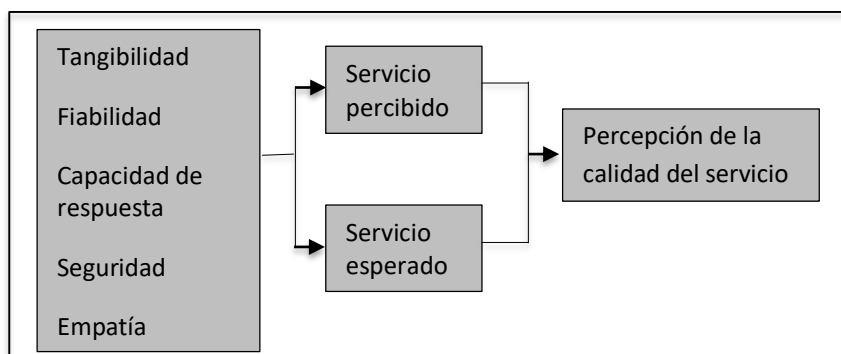 Tangibilidad
Fiabilidad
Capacidad de
respuesta
Seguridad
Empatía
Servicio
percibido
Servicio
esperado
Percepción de la
calidad del servicio